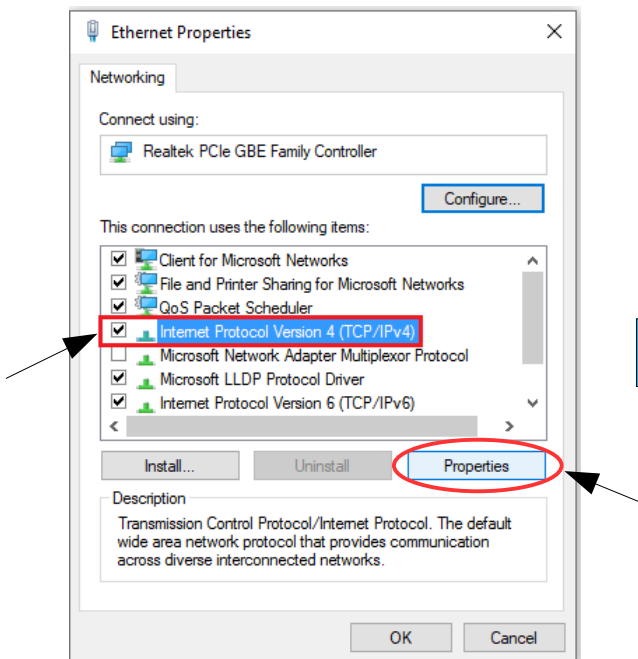 Ethernet Properties
Networking
Connect using:
Realtek PCIe GBE Family Controller
Configure...
This connection uses the following items:
Client for Microsoft Networks
File and Printer Sharing for Microsoft Networks
QoS Packet Scheduler
Internet Protocol Version 4 (TCP/IPv4)
Microsoft Network Adapter Multiplexor Protocol
Microsoft LLDP Protocol Driver
Internet Protocol Version 6 (TCP/IPv6)
Install... Uninstall Properties
Description
Transmission Control Protocol/Internet Protocol. The default
wide area network protocol that provides communication
across diverse interconnected networks.
OK Cancel